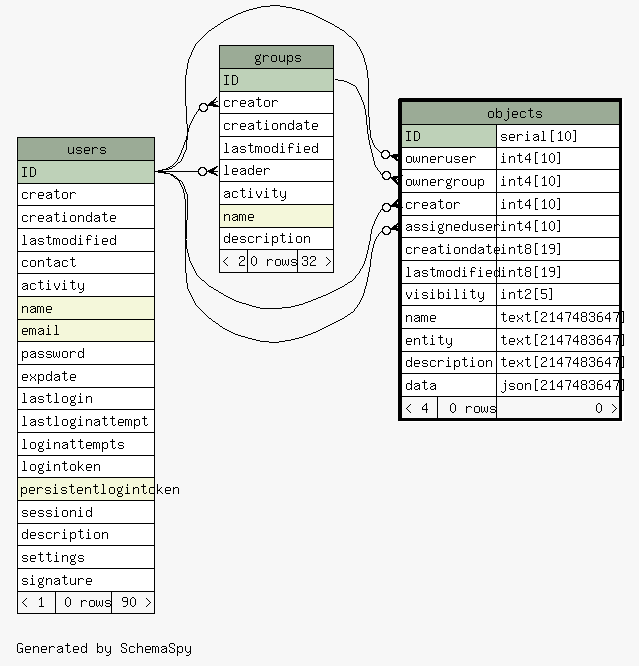 groups
ID
creator
creationdate
lastmodified
leader
activity
name
description
< 2 0 rows 32 >
objects
ID serial[10]
owneruser int4[10]
ownergroup int4[10]
creator int4[10]
assigneduser int4[10]
creationdate int8[19]
lastmodified int8[19]
visibility int2[5]
name text[2147483647]
entity text[2147483647]
description text[2147483647]
data json[2147483647]
< 4 0 rows 0 >
users
ID
creator
creationdate
lastmodified
contact
activity
name
email
password
expdate
lastlogin
lastloginattempt
loginattempts
logintoken
persistentlogintoken
sessionid
description
settings
signature
< 1 0 rows 90 >
Generated by SchemaSpy